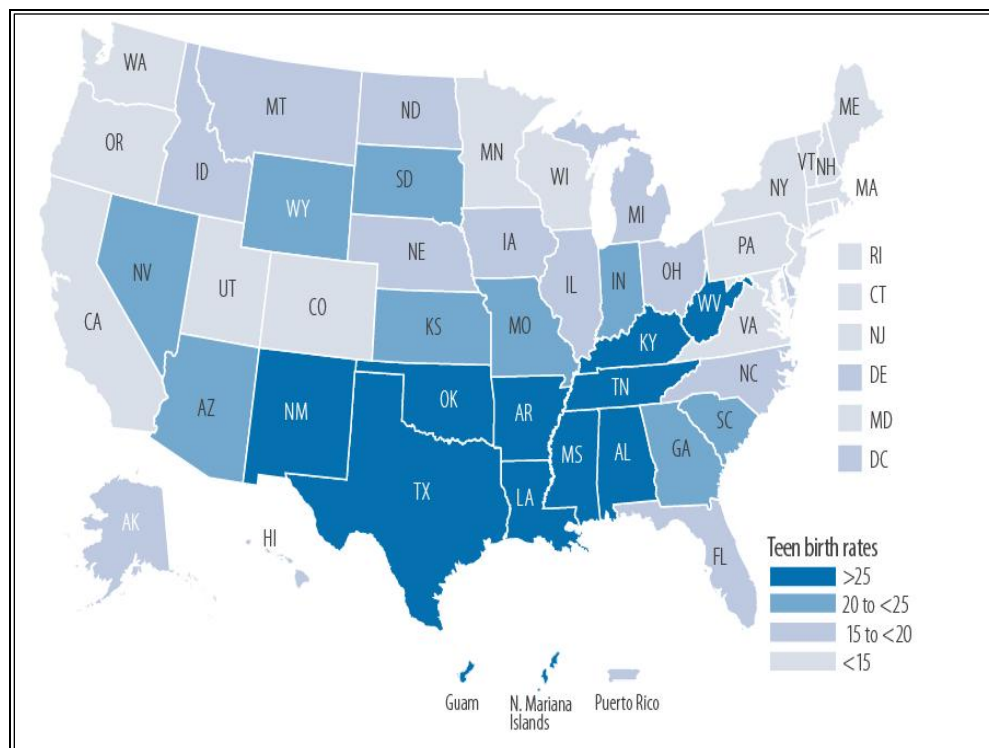 WA
MT
ND
ME
OR
MN
VT
NH
ID
SD
WI
NY
MA
WY
MI
NE
IA
PA
RI
NV
OH
UT
IL
IN
CT
CA
CO
WV
VA
KS
MO
KY
NJ
NC
DE
TN
OK
AZ
NM
AR
SC
MD
MS
AL
GA
DC
TX
LA
AK
HI
FL
Teen birth rates
>25
20 to <25
15 to <20
<15
Guam
N. Mariana
Islands
Puerto Rico